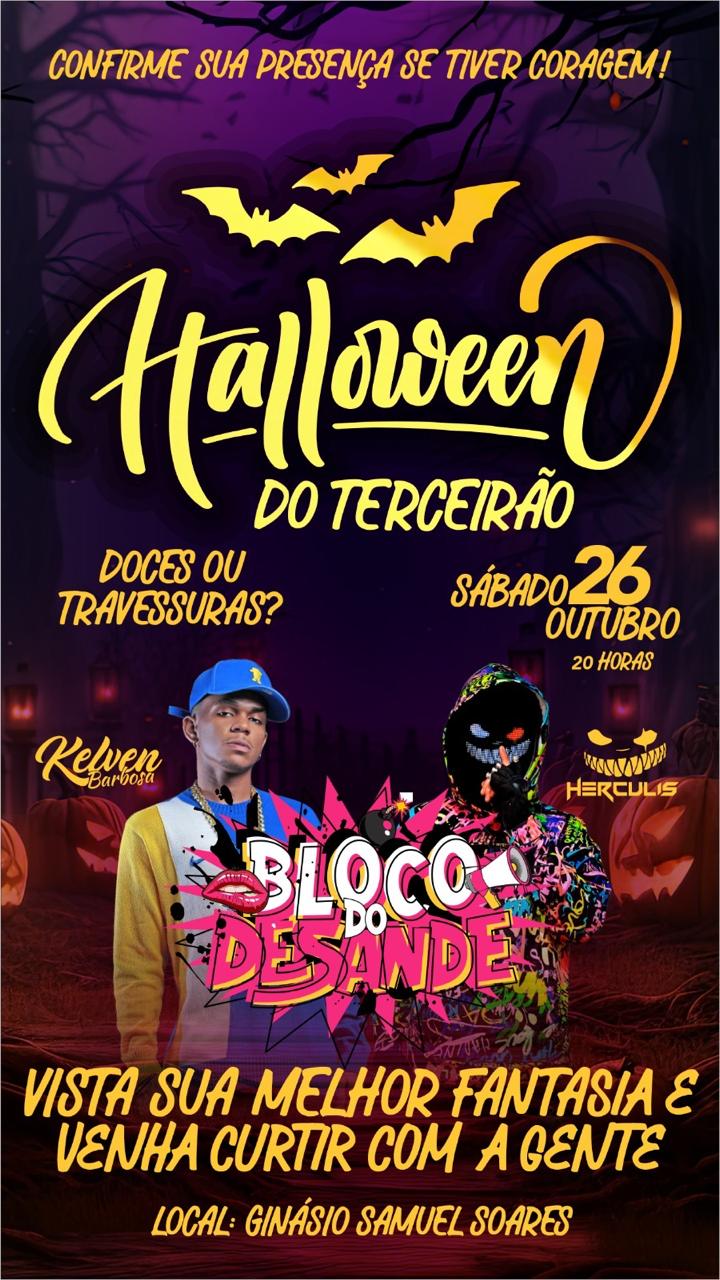 CONFIRME SUA PRESENÇA SE TIVER CORAGEM!
Halloween
DO TERCEIRÃO
DOCES OU
TRAVESSURAS?
SÁBADO 26
OUTUBRO
20 HORAS
Kelven
Barbosa
HERCULIS
BLOCO
DO
DESANDE
VISTA SUA MELHOR FANTASIA E
VENHA CURTIR COM A GENTE
LOCAL: GINÁSIO SAMUEL SOARES